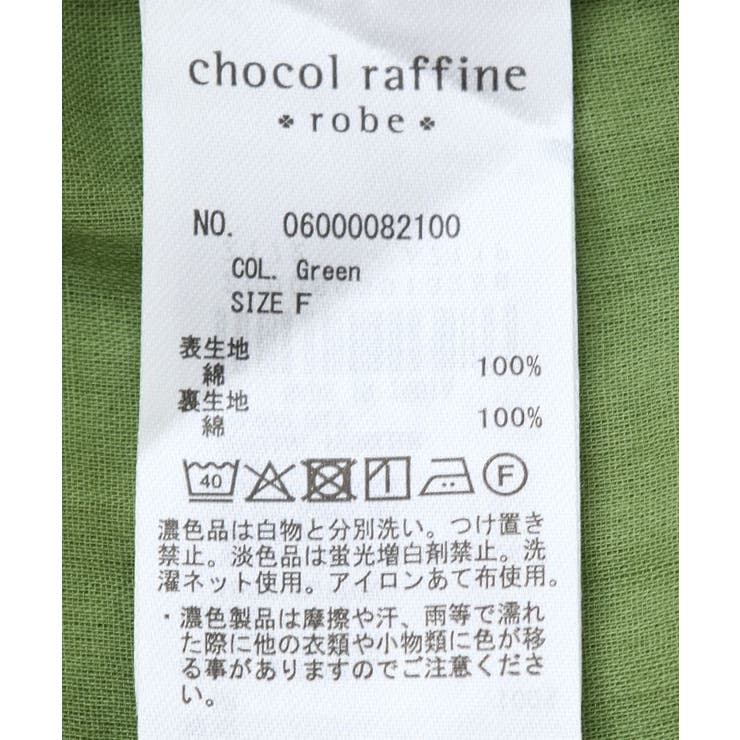 chocol raffine
robe
NO. 06000082100
COL. Green
SIZE F
表生地
綿 100%
裏生地
綿 100%
40 F
濃色品は白物と分別洗い。つけ置き
禁止。淡色品は蛍光増白剤禁止。洗
濯ネット使用。アイロンあて布使用。
・濃色製品は摩擦や汗、雨等で濡れ
た際に他の衣類や小物類に色が移
る事がありますのでご注意くださ
い。